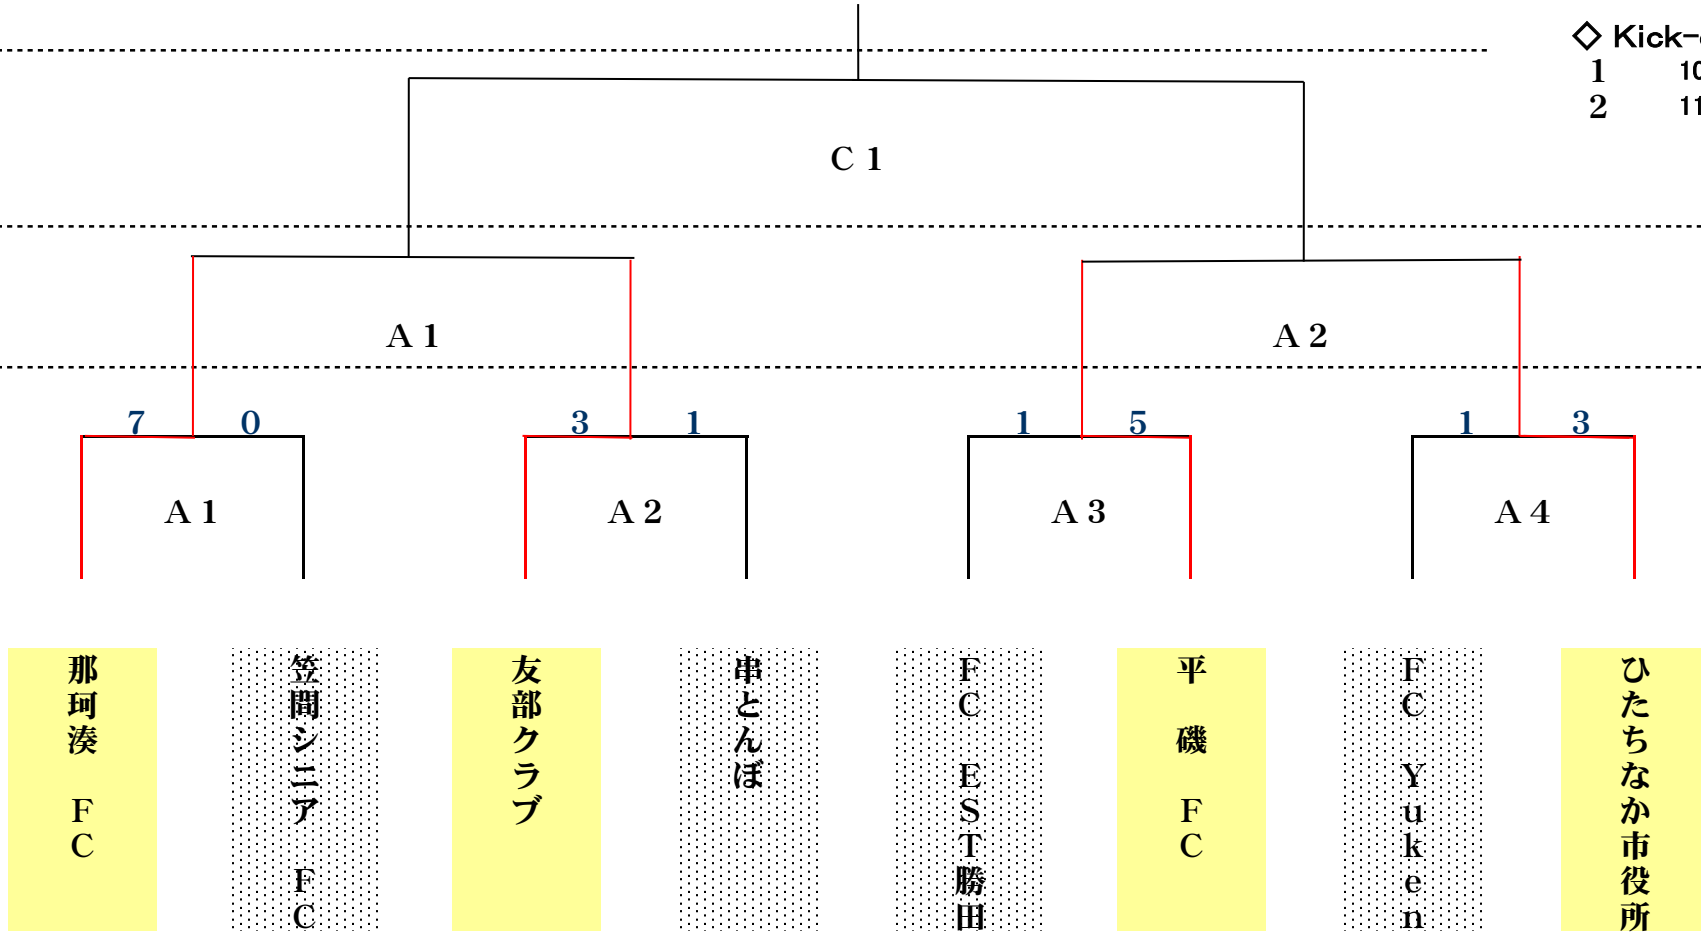 ◇ Kick-
1 10
2 11
C 1
A 1
A 2
7 0
3 1
1 5
1 3
A 1
A 2
A 3
A 4
那珂湊 FC
笠間シニア FC
友部クラブ
串とんぼ
FC EST勝田
平 磯 FC
FC Yuken
ひたちなか市役所